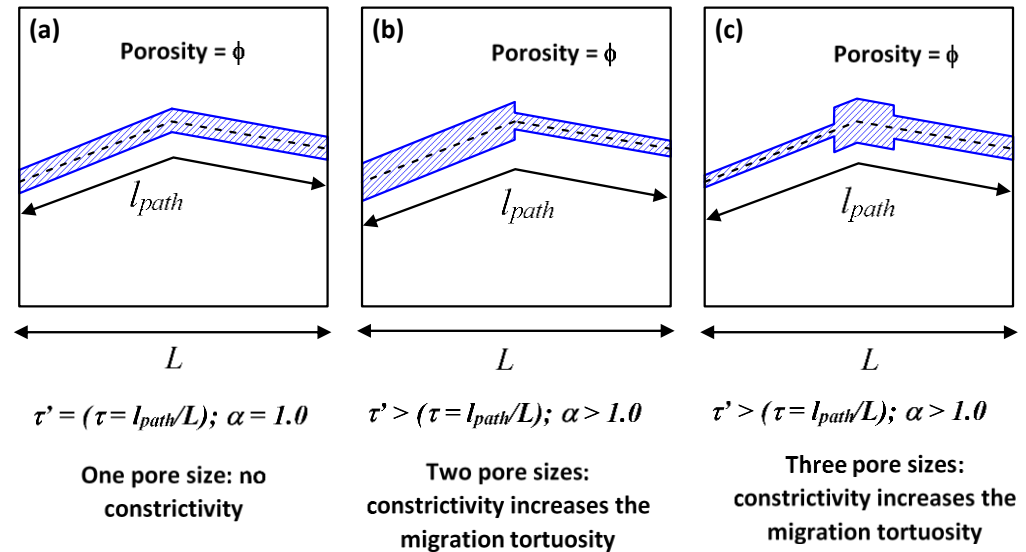 (a)
Porosity = ϕ
l_path
L
τ' = (τ = l_path/L); α = 1.0
One pore size: no
constrictivity
(b)
Porosity = ϕ
l_path
L
τ' > (τ = l_path/L); α > 1.0
Two pore sizes:
constrictivity increases the
migration tortuosity
(c)
Porosity = ϕ
l_path
L
τ' > (τ = l_path/L); α > 1.0
Three pore sizes:
constrictivity increases the
migration tortuosity